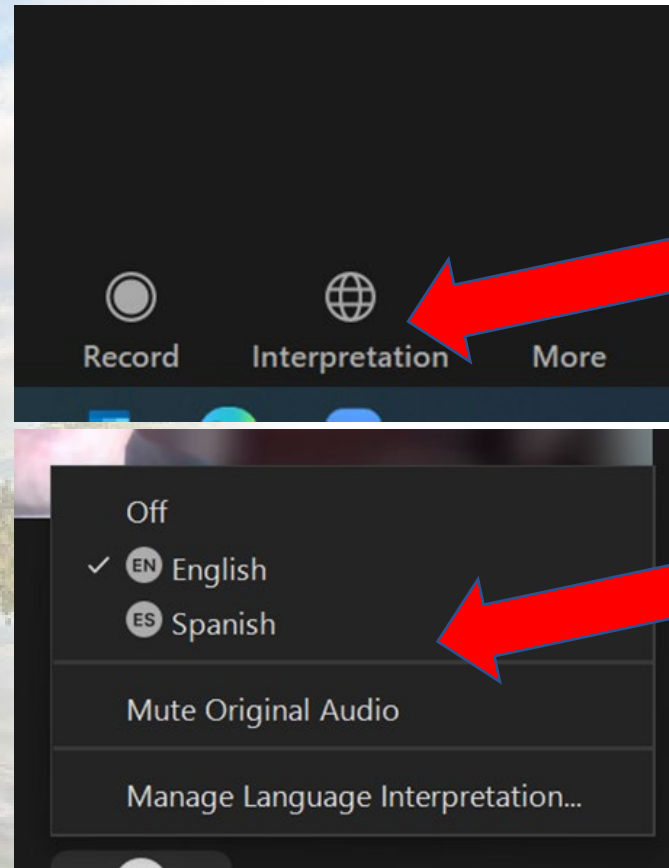 Record Interpretation More
Off
EN English
ES Spanish
Mute Original Audio
Manage Language Interpretation...